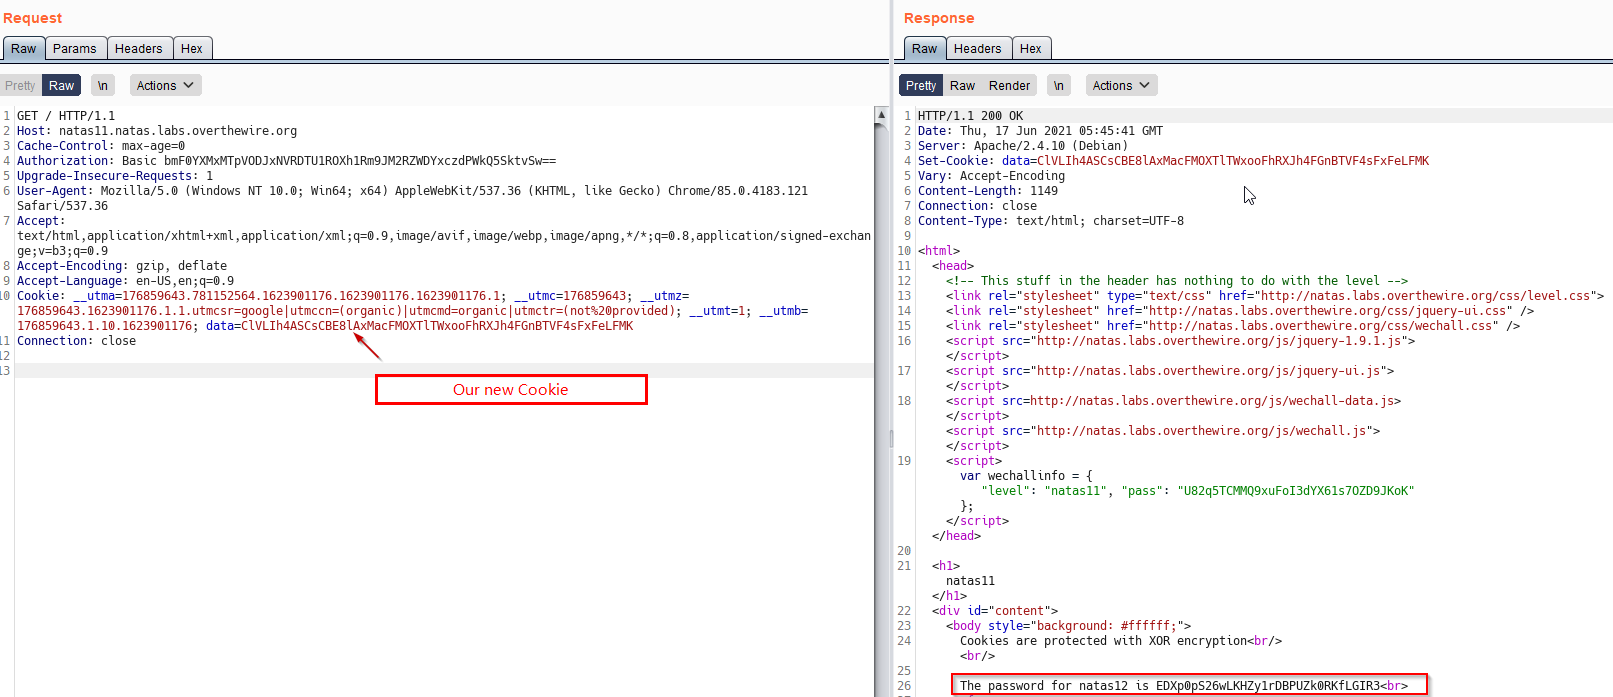 Request
Raw Params Headers Hex
Pretty Raw \n Actions
1 GET / HTTP/1.1
2 Host: natas11.natas.labs.overthewire.org
3 Cache-Control: max-age=0
4 Authorization: Basic bmF0YXMxMTpVODJxNVRDTU1ROXh1Rm9JM2RZWDYxczdPWkQ5SktvSw==
5 Upgrade-Insecure-Requests: 1
6 User-Agent: Mozilla/5.0 (Windows NT 10.0; Win64; x64) AppleWebKit/537.36 (KHTML, like Gecko) Chrome/85.0.4183.121
Safari/537.36
7 Accept:
text/html,application/xhtml+xml,application/xml;q=0.9,image/avif,image/webp,image/apng,*/*;q=0.8,application/signed-exchan
ge;v=b3;q=0.9
8 Accept-Encoding: gzip, deflate
9 Accept-Language: en-US,en;q=0.9
10 Cookie: __utma=176859643.781152564.1623901176.1623901176.1623901176.1; __utmc=176859643; __utmz=
176859643.1623901176.1.1.utmcsr=google|utmccn=(organic)|utmcmd=organic|utmctr=(not%20provided); __utmt=1; __utmb=
176859643.1.10.1623901176; data=ClVLIh4ASCsCBE8lAxMacFMOXTlTWxooFhRXJh4FGnBTVF4sFxFeLFMK
11 Connection: close
12
13
Our new Cookie
Response
Raw Headers Hex
Pretty Raw Render \n Actions
1 HTTP/1.1 200 OK
2 Date: Thu, 17 Jun 2021 05:45:41 GMT
3 Server: Apache/2.4.10 (Debian)
4 Set-Cookie: data=ClVLIh4ASCsCBE8lAxMacFMOXTlTWxooFhRXJh4FGnBTVF4sFxFeLFMK
5 Vary: Accept-Encoding
6 Content-Length: 1149
7 Connection: close
8 Content-Type: text/html; charset=UTF-8
9
10 <html>
11 <head>
12 <!-- This stuff in the header has nothing to do with the level -->
13 <link rel="stylesheet" type="text/css" href="http://natas.labs.overthewire.org/css/level.css">
14 <link rel="stylesheet" href="http://natas.labs.overthewire.org/css/jquery-ui.css" />
15 <link rel="stylesheet" href="http://natas.labs.overthewire.org/css/wechall.css" />
16 <script src="http://natas.labs.overthewire.org/js/jquery-1.9.1.js">
</script>
17 <script src="http://natas.labs.overthewire.org/js/jquery-ui.js">
</script>
18 <script src=http://natas.labs.overthewire.org/js/wechall-data.js>
</script>
<script src="http://natas.labs.overthewire.org/js/wechall.js">
</script>
19 <script>
var wechallinfo = {
"level": "natas11", "pass": "U82q5TCMMQ9xuFoI3dYX61s7OZD9JKoK"
};
</script>
</head>
20
21 <h1>
natas11
</h1>
22 <div id="content">
23 <body style="background: #ffffff;">
24 Cookies are protected with XOR encryption<br/>
<br/>
25
26 The password for natas12 is EDXp0pS26wLKHZy1rDBPUZk0RKfLGIR3<br>